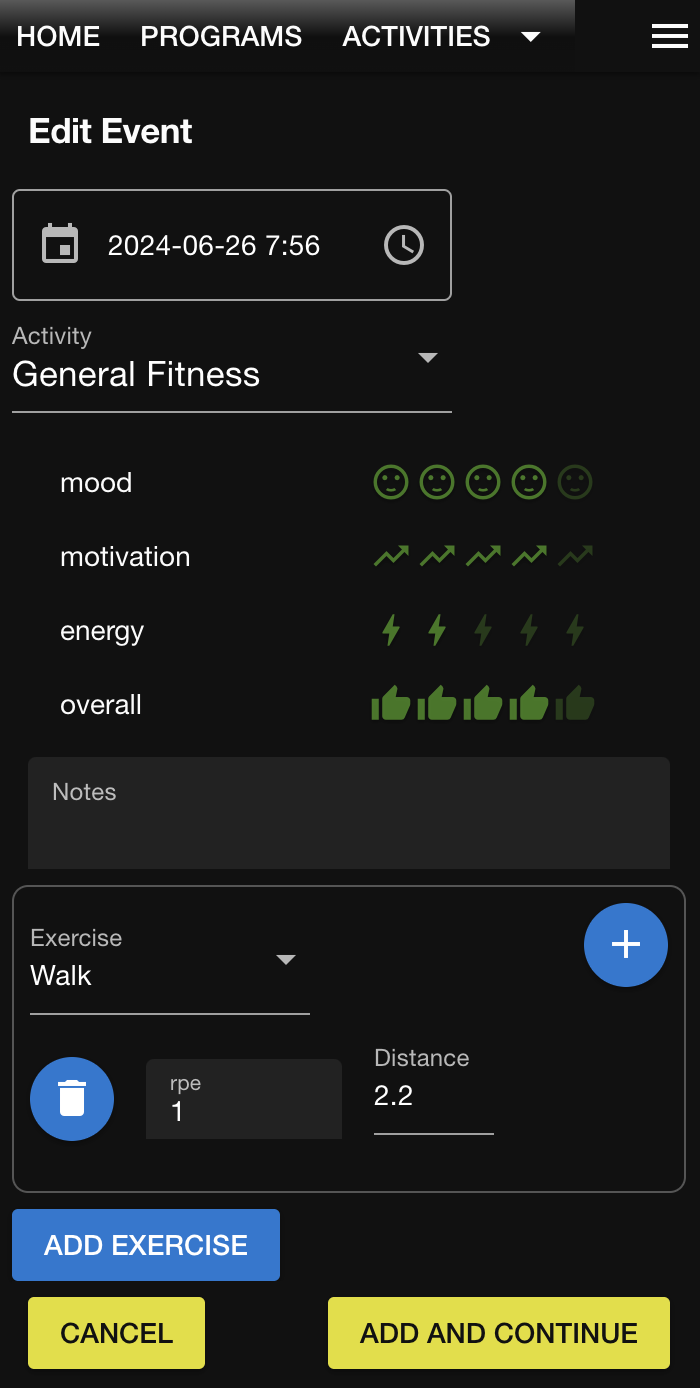 HOME PROGRAMS ACTIVITIES
Edit Event
2024-06-26 7:56
Activity
General Fitness
mood
motivation
energy
overall
Notes
Exercise
Walk
rpe
1
Distance
2.2
ADD EXERCISE
CANCEL ADD AND CONTINUE